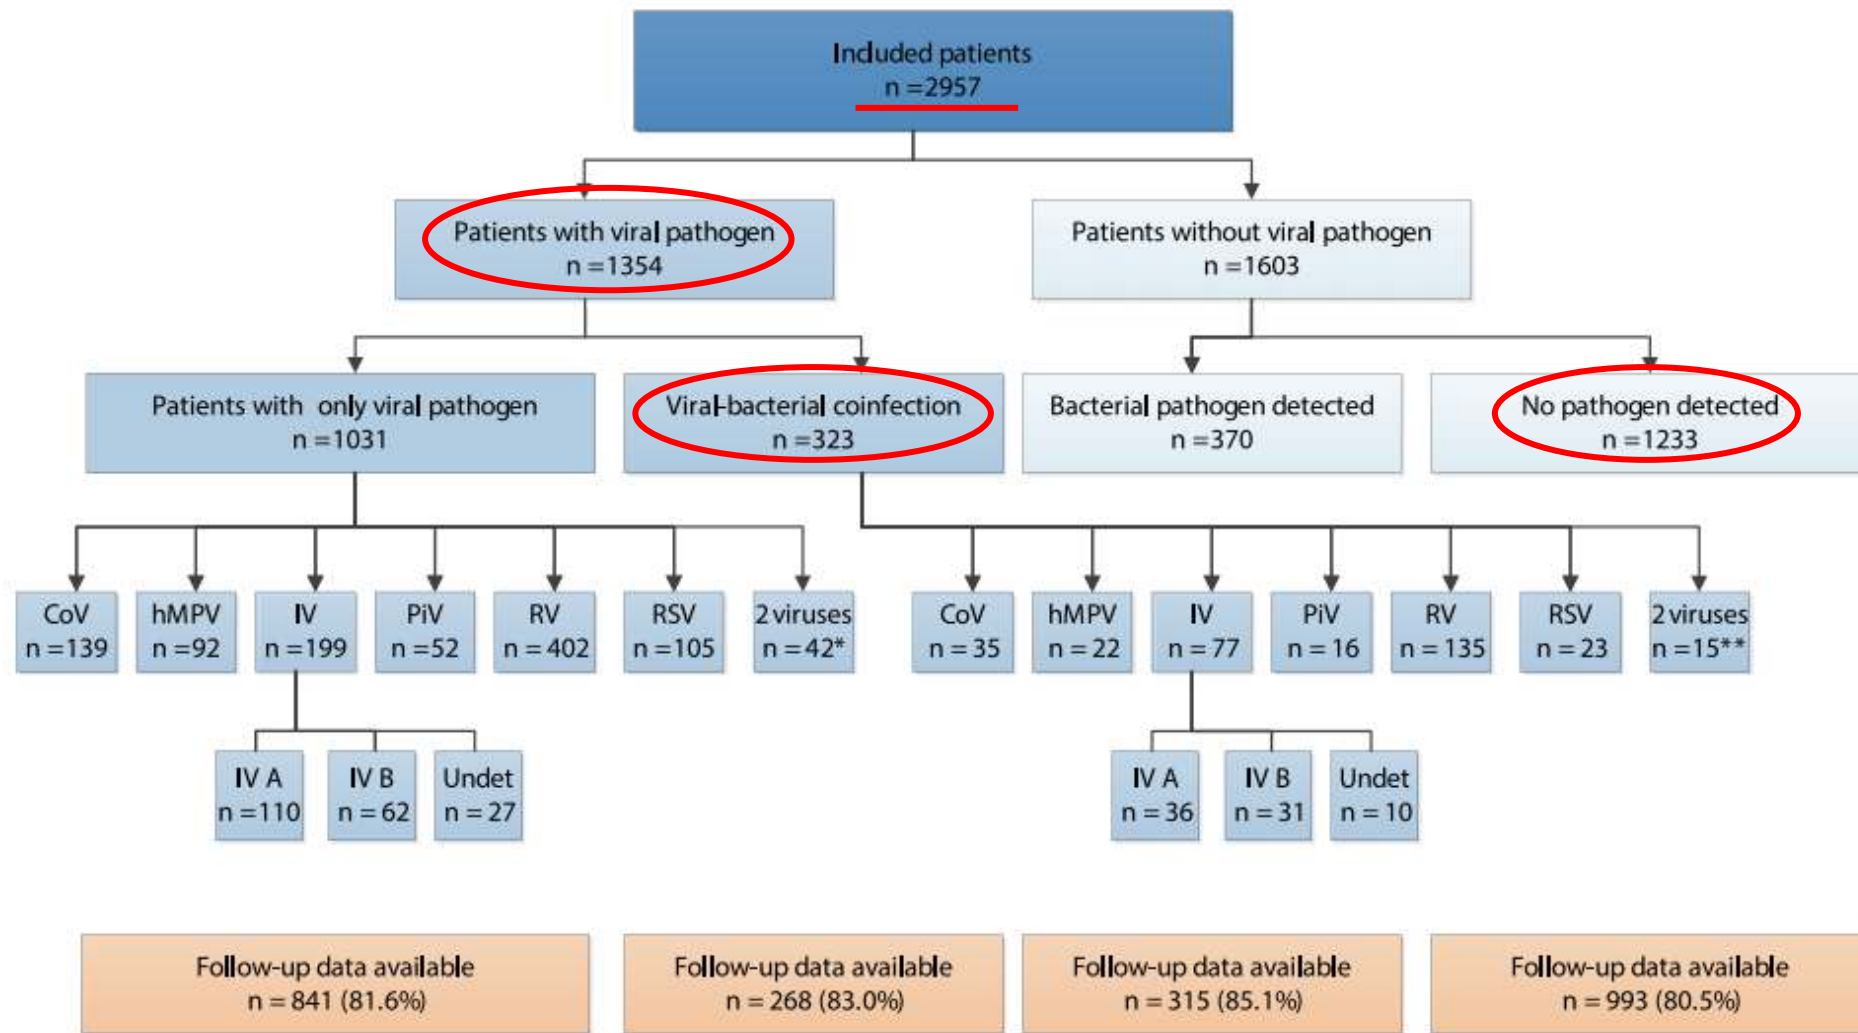 Included patients
n =2957
Patients with viral pathogen
n =1354
Patients without viral pathogen
n =1603
Patients with only viral pathogen
n =1031
Viral-bacterial coinfection
n =323
Bacterial pathogen detected
n =370
No pathogen detected
n =1233
CoV
n =139
hMPV
n =92
IV
n =199
PiV
n =52
RV
n =402
RSV
n =105
2 viruses
n =42*
CoV
n = 35
hMPV
n = 22
IV
n = 77
PiV
n = 16
RV
n =135
RSV
n = 23
2 viruses
n =15**
IV A
n =110
IV B
n = 62
Undet
n = 27
IV A
n = 36
IV B
n = 31
Undet
n = 10
Follow-up data available
n = 841 (81.6%)
Follow-up data available
n = 268 (83.0%)
Follow-up data available
n = 315 (85.1%)
Follow-up data available
n = 993 (80.5%)